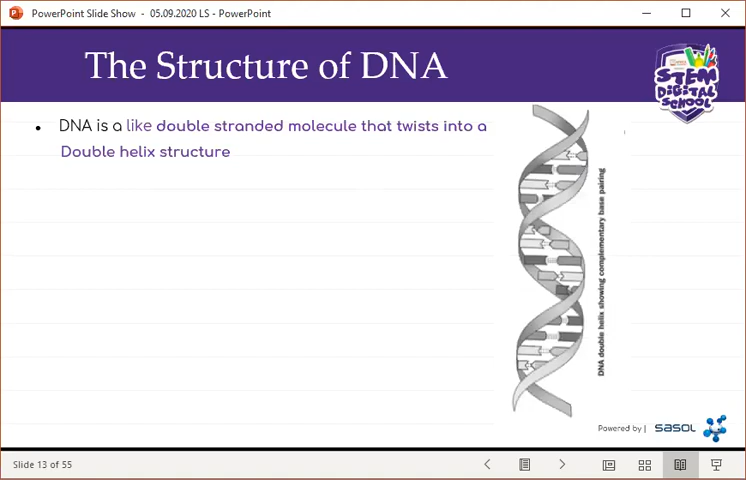 PowerPoint Slide Show - 05.09.2020 LS - PowerPoint
The Structure of DNA
STEM
DIGITAL
SCHOOL
• DNA is a like double stranded molecule that twists into a
Double helix structure
DNA double helix showing complementary base pairing
Powered by | sasol
Slide 13 of 55